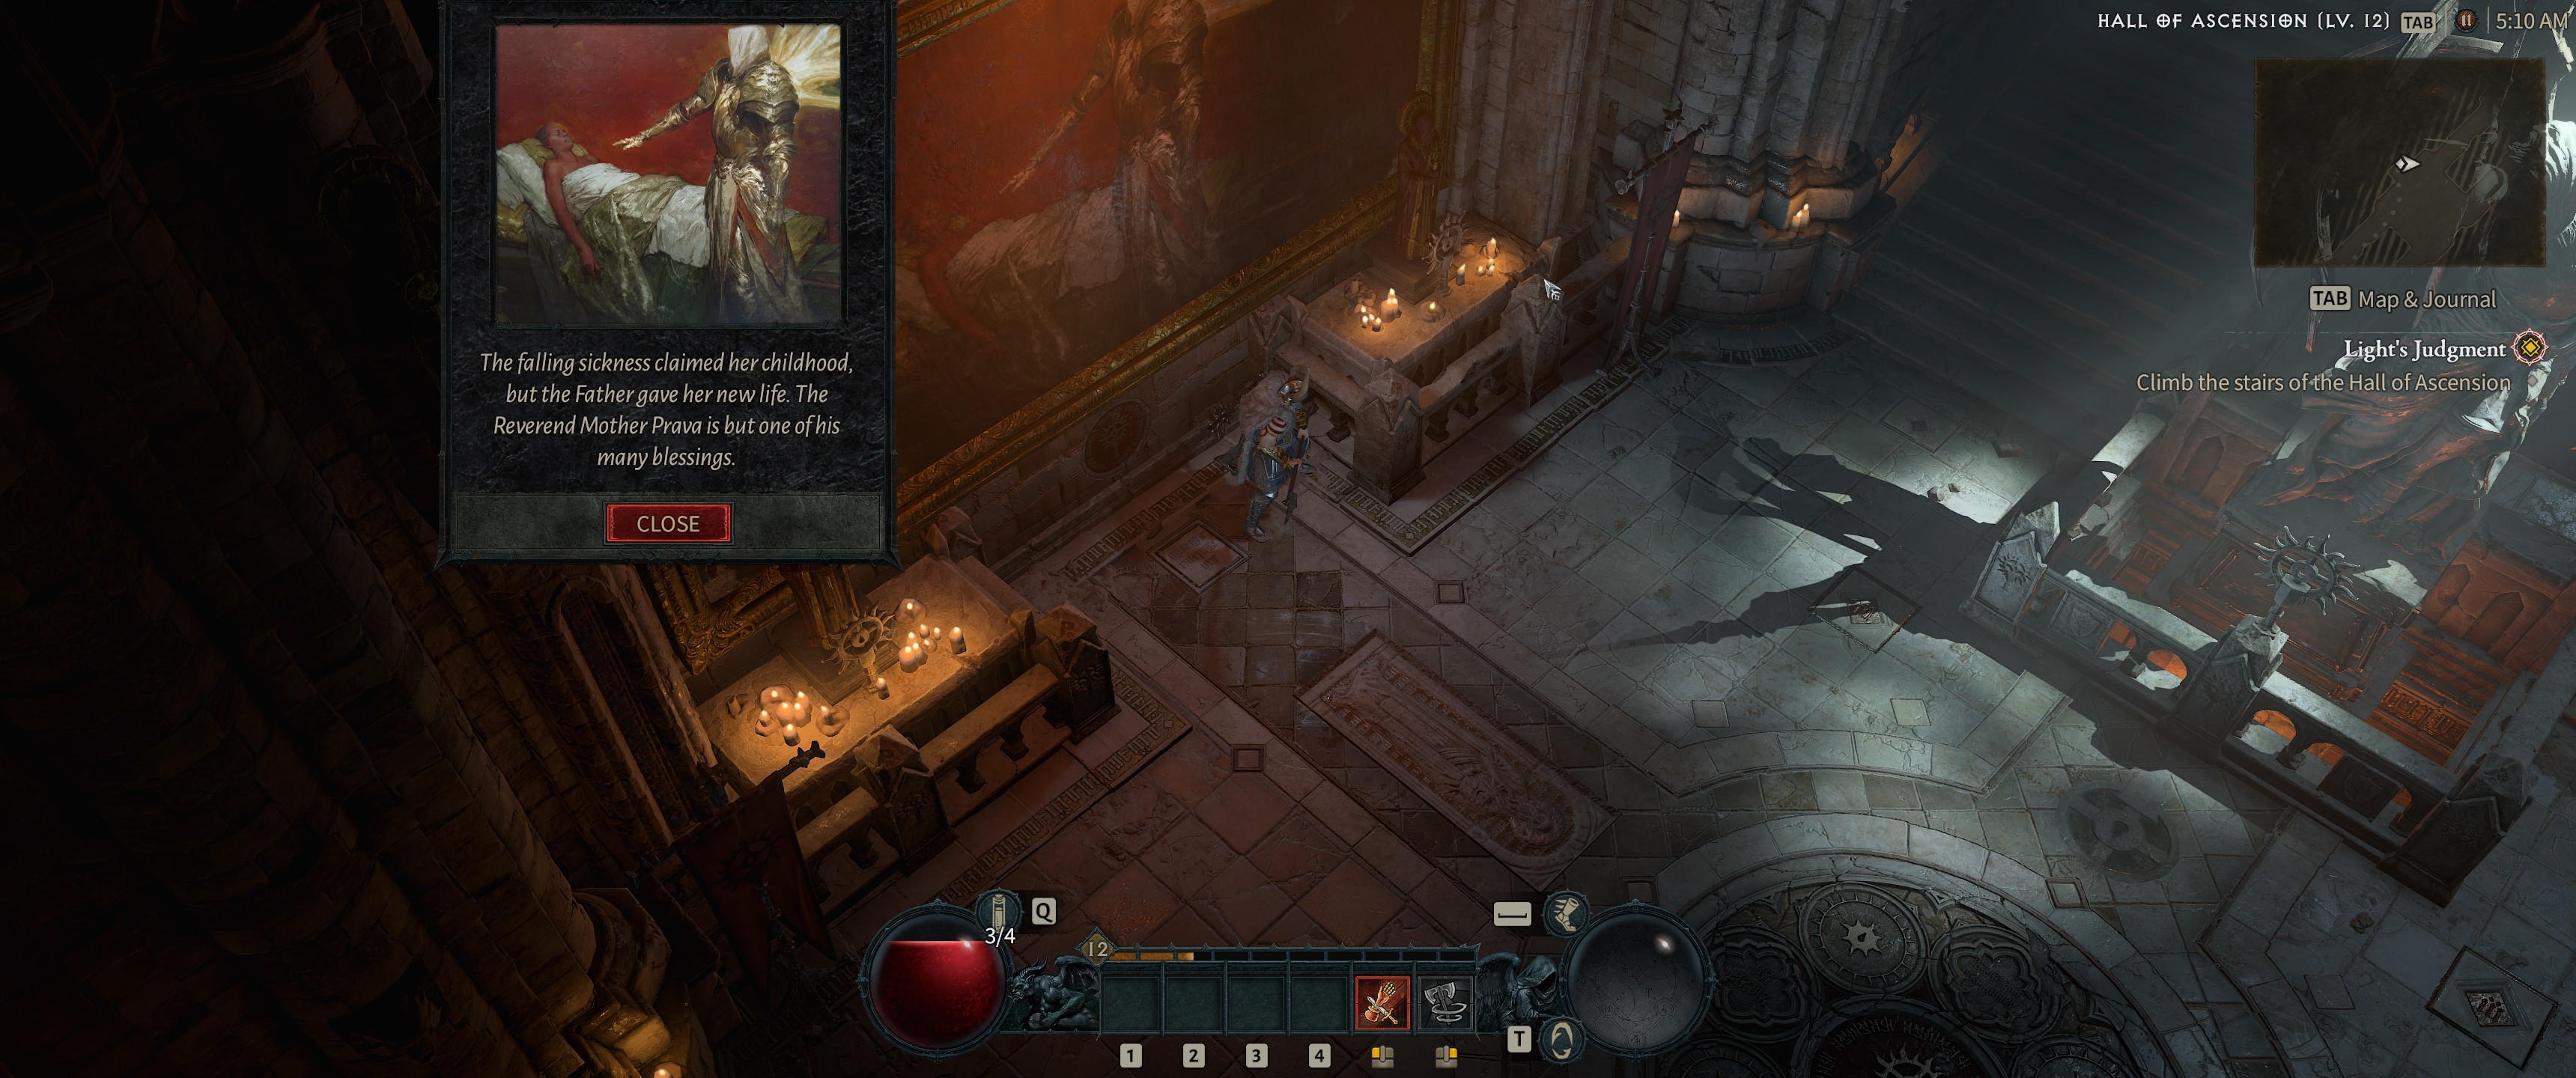 HALL OF ASCENSION (LV. 12) TAB 5:10 AM
The falling sickness claimed her childhood,
but the Father gave her new life. The
Reverend Mother Prava is but one of his
many blessings.
CLOSE
TAB Map & Journal
Light's Judgment
Climb the stairs of the Hall of Ascension
Q
3/4
12
T
1 2 3 4